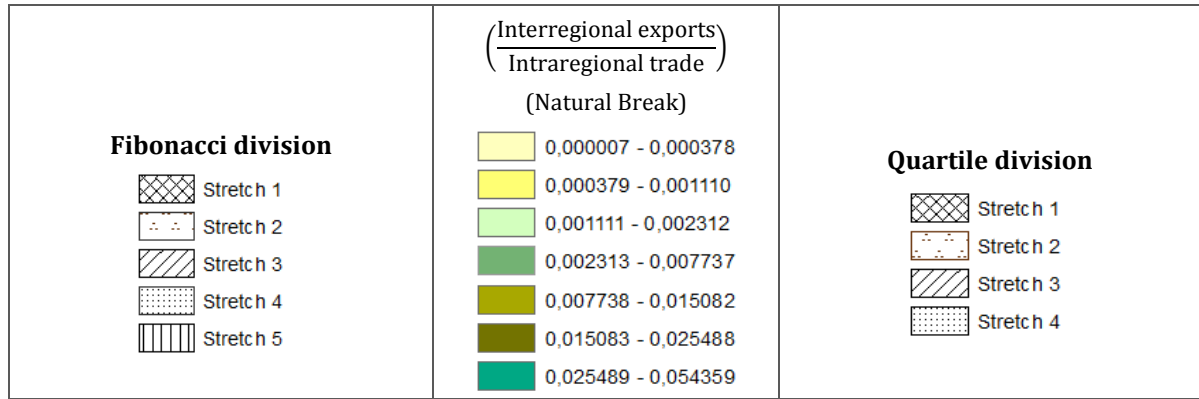 Fibonacci division
Stretch 1
Stretch 2
Stretch 3
Stretch 4
Stretch 5
(Interregional exports
Intraregional trade)
(Natural Break)
0,000007 - 0,000378
0,000379 - 0,001110
0,001111 - 0,002312
0,002313 - 0,007737
0,007738 - 0,015082
0,015083 - 0,025488
0,025489 - 0,054359
Quartile division
Stretch 1
Stretch 2
Stretch 3
Stretch 4